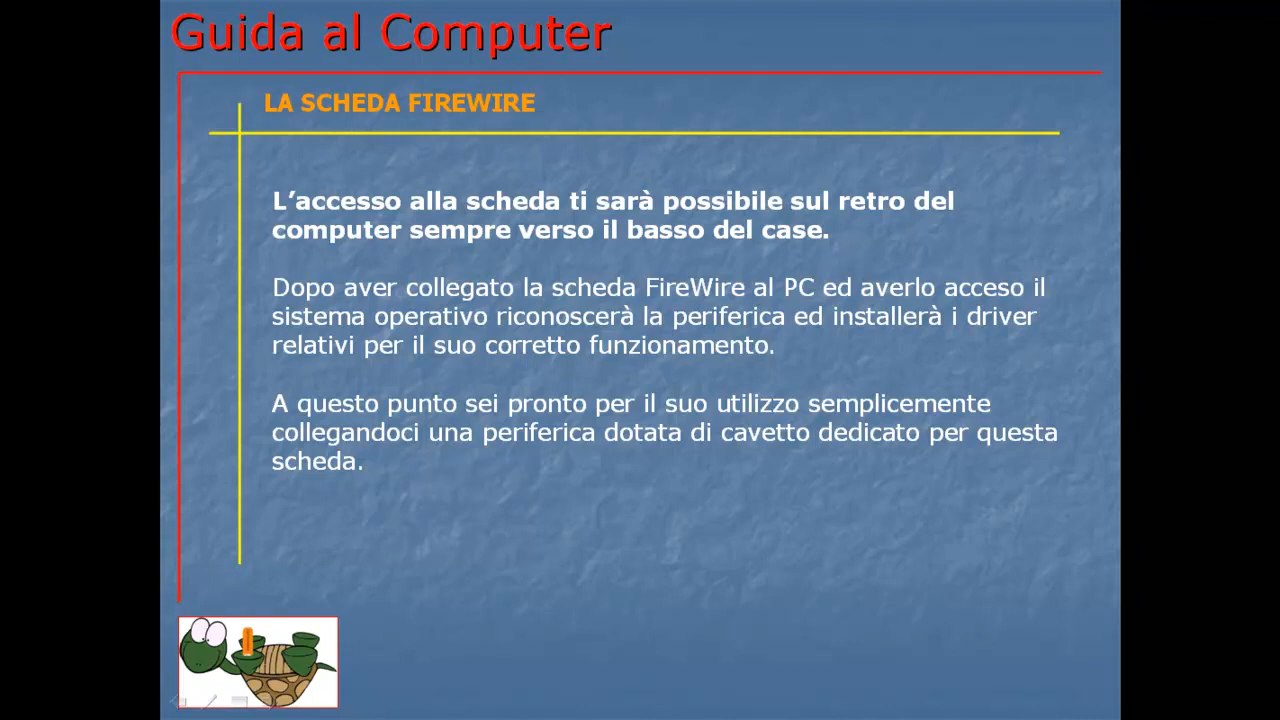 Guida al Computer
LA SCHEDA FIREWIRE
L’accesso alla scheda ti sarà possibile sul retro del
computer sempre verso il basso del case.
Dopo aver collegato la scheda FireWire al PC ed averlo acceso il
sistema operativo riconoscerà la periferica ed installerà i driver
relativi per il suo corretto funzionamento.
A questo punto sei pronto per il suo utilizzo semplicemente
collegandoci una periferica dotata di cavetto dedicato per questa
scheda.